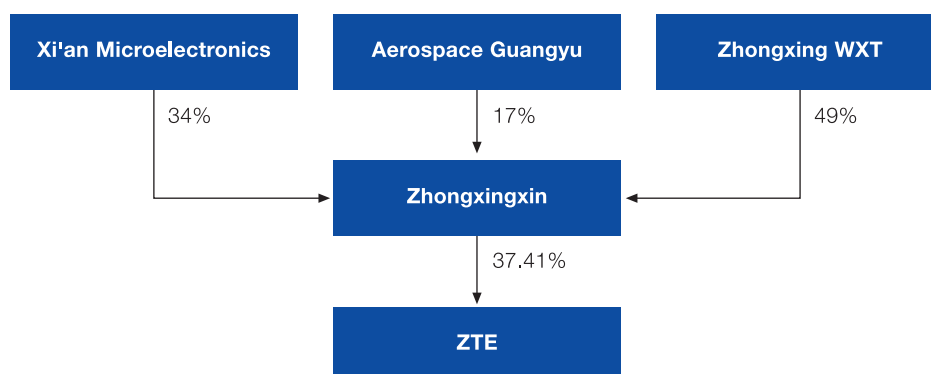 Xi'an Microelectronics
Aerospace Guangyu
Zhongxing WXT
34%
17%
49%
Zhongxingxin
37.41%
ZTE